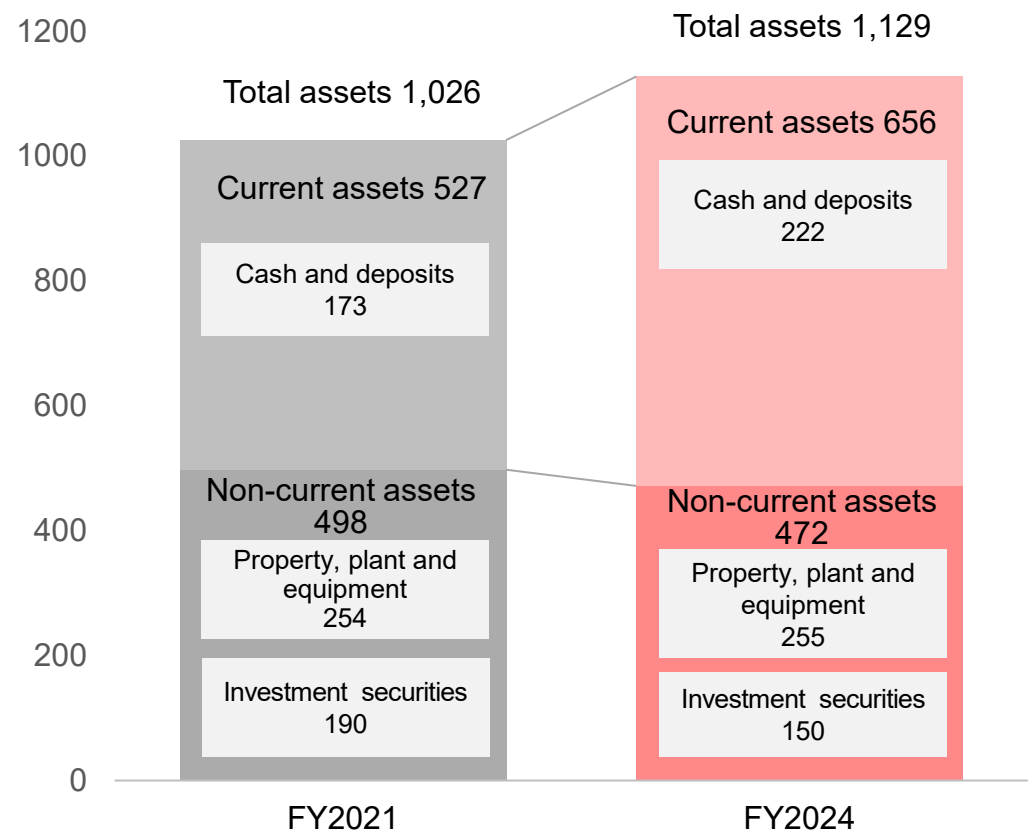 1200
1000
800
600
400
200
0
Total assets 1,026
Current assets 527
Cash and deposits
173
Non-current assets
498
Property, plant and
equipment
254
Investment securities
190
FY2021
Total assets 1,129
Current assets 656
Cash and deposits
222
Non-current assets
472
Property, plant and
equipment
255
Investment securities
150
FY2024